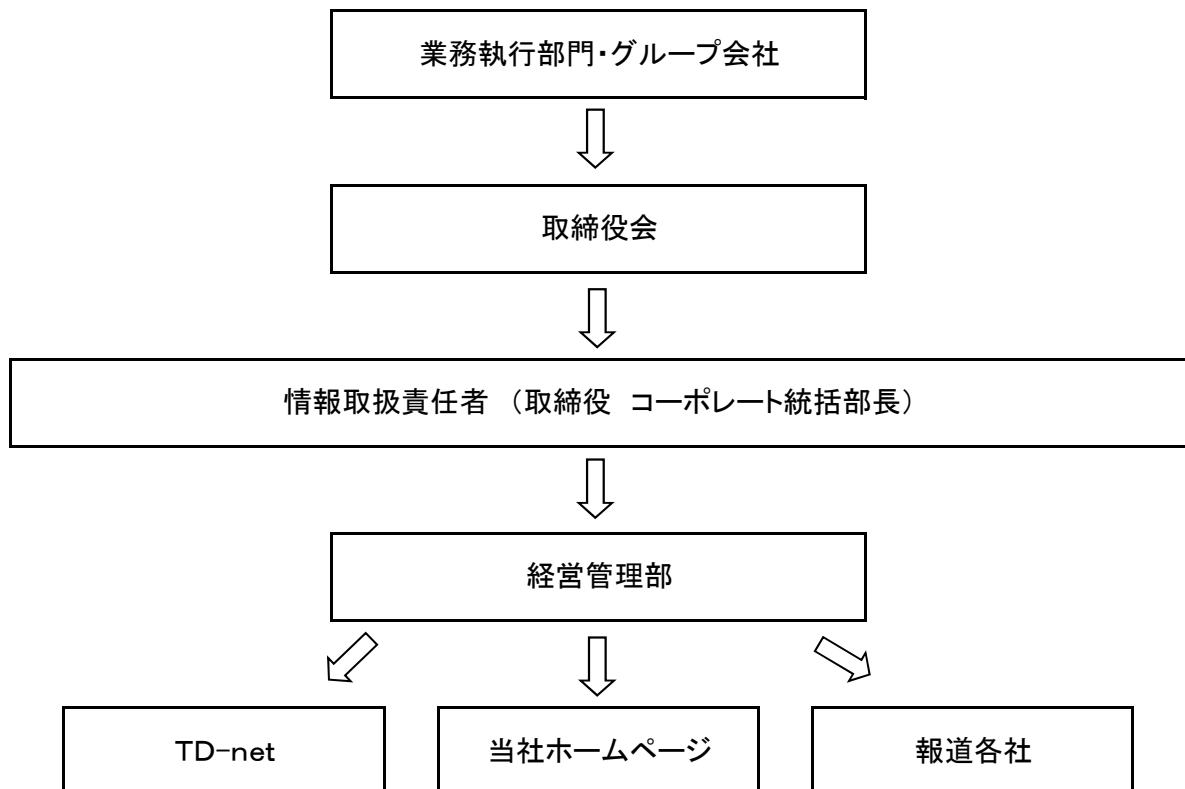 業務執行部門・グループ会社
取締役会
情報取扱責任者 (取締役 コーポレート統括部長)
経営管理部
TD-net
当社ホームページ
報道各社